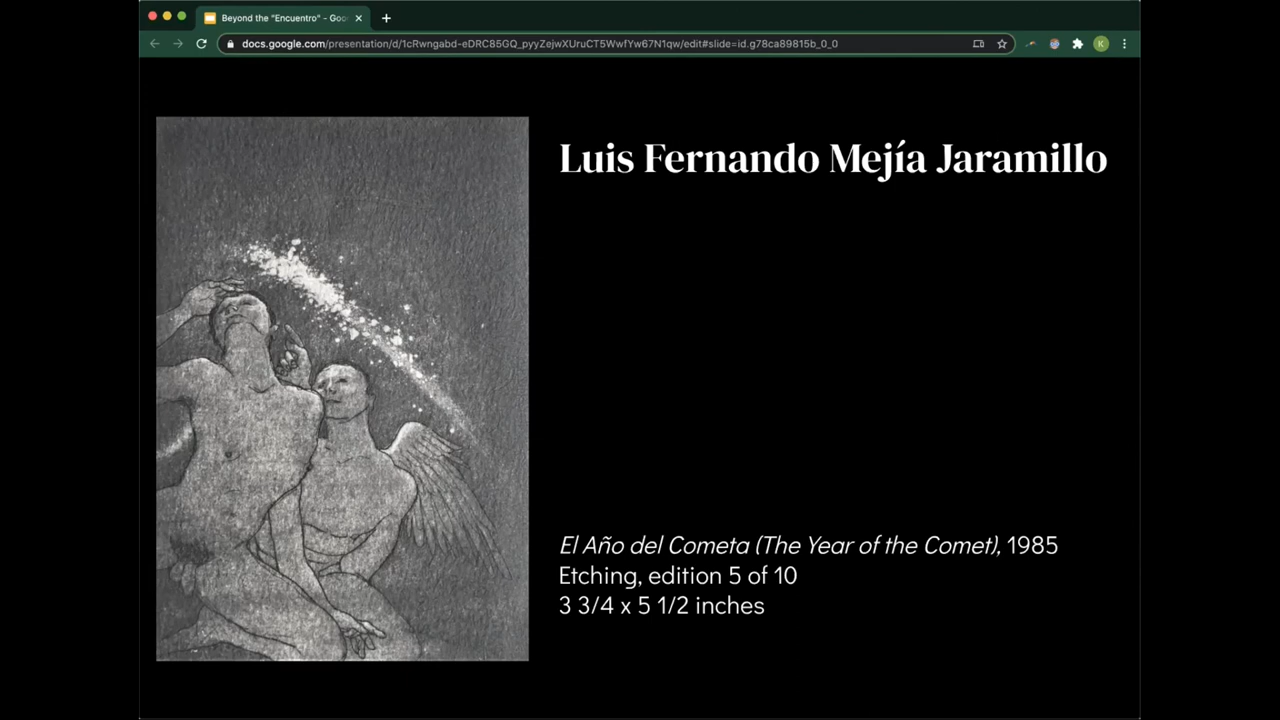 Beyond the "Encuentro" - Goo
docs.google.com/presentation/d/1cRwngabd-eDRC85GQ_pyyZejwXUruCT5WwfYw67N1qw/edit#slide=id.g78ca89815b_0_0
K
Luis Fernando Mejía Jaramillo
El Año del Cometa (The Year of the Comet), 1985
Etching, edition 5 of 10
3 3/4 x 5 1/2 inches